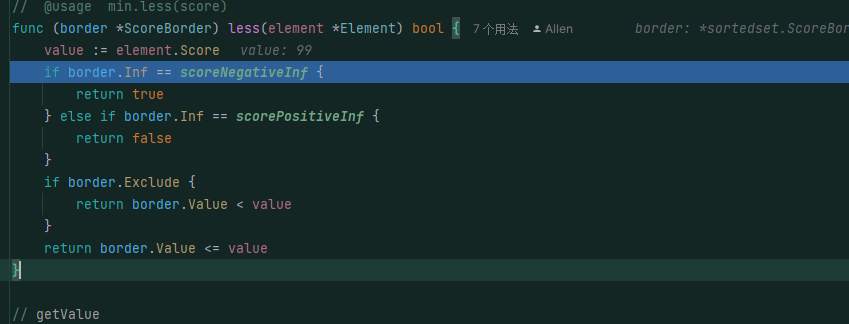 //  @usage  min.less(score)
func (border *ScoreBorder) less(element *Element) bool {  7 个用法  Allen  border: *sortedset.ScoreBor
    value := element.Score  value: 99
    if border.Inf == scoreNegativeInf {
        return true
    } else if border.Inf == scorePositiveInf {
        return false
    }
    if border.Exclude {
        return border.Value < value
    }
    return border.Value <= value
}
// getValue